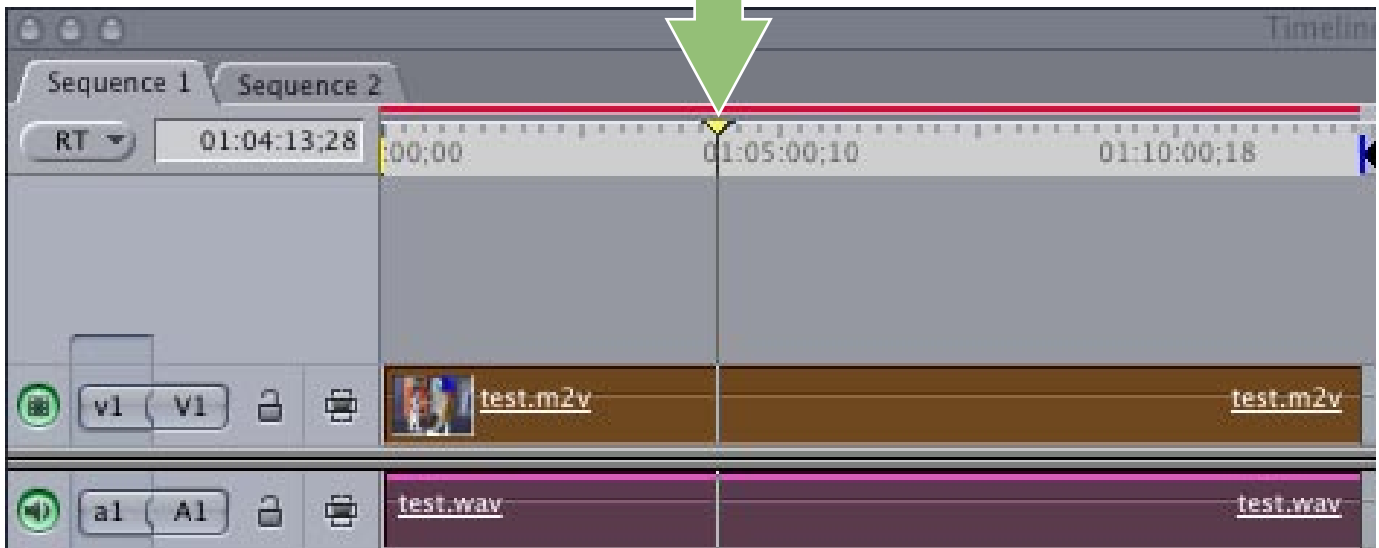 Timeline
Sequence 1 Sequence 2
RT 01:04:13;28 :00;00 01:05:00;10 01:10:00;18
v1 V1 test.m2v test.m2v
a1 A1 test.wav test.wav